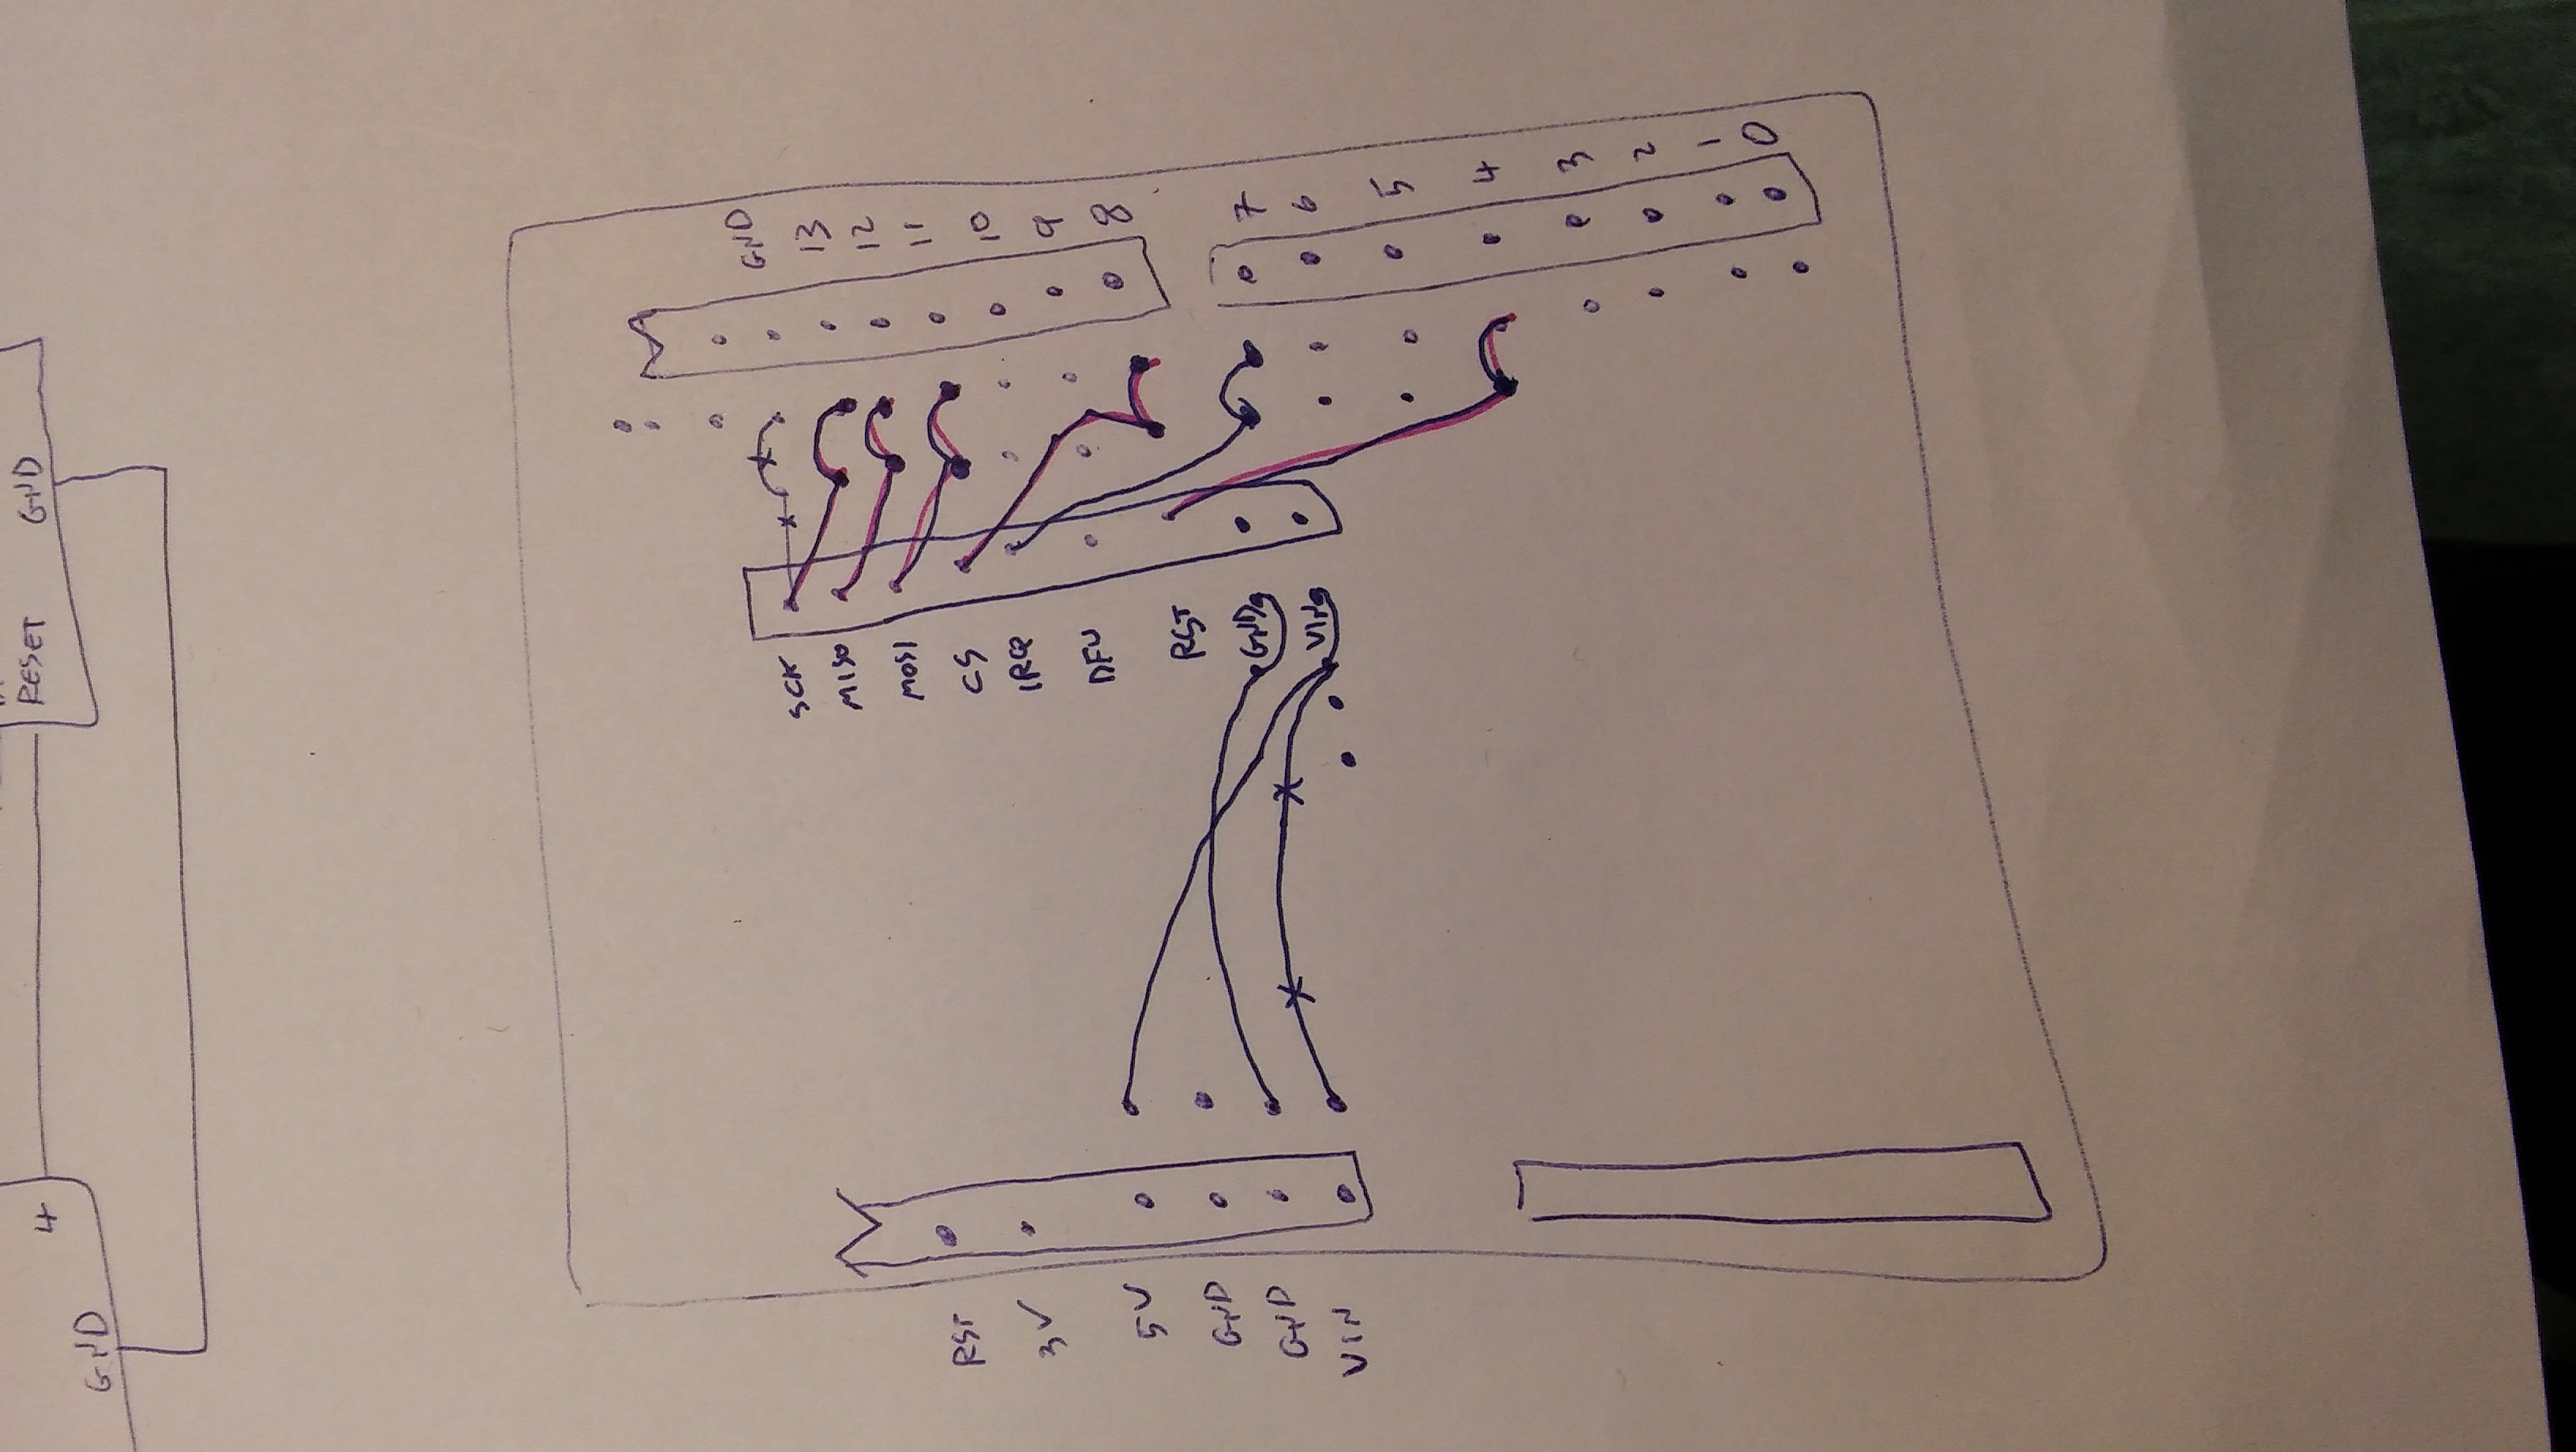 4
RESET
GND
GND
SCK
MISO
MOSI
CS
IRQ
DFU
RST
GND
VIN
RST
3V
5V
GND
GND
VIN
GND
13
12
11
10
9
8
7
6
5
4
3
2
1
0